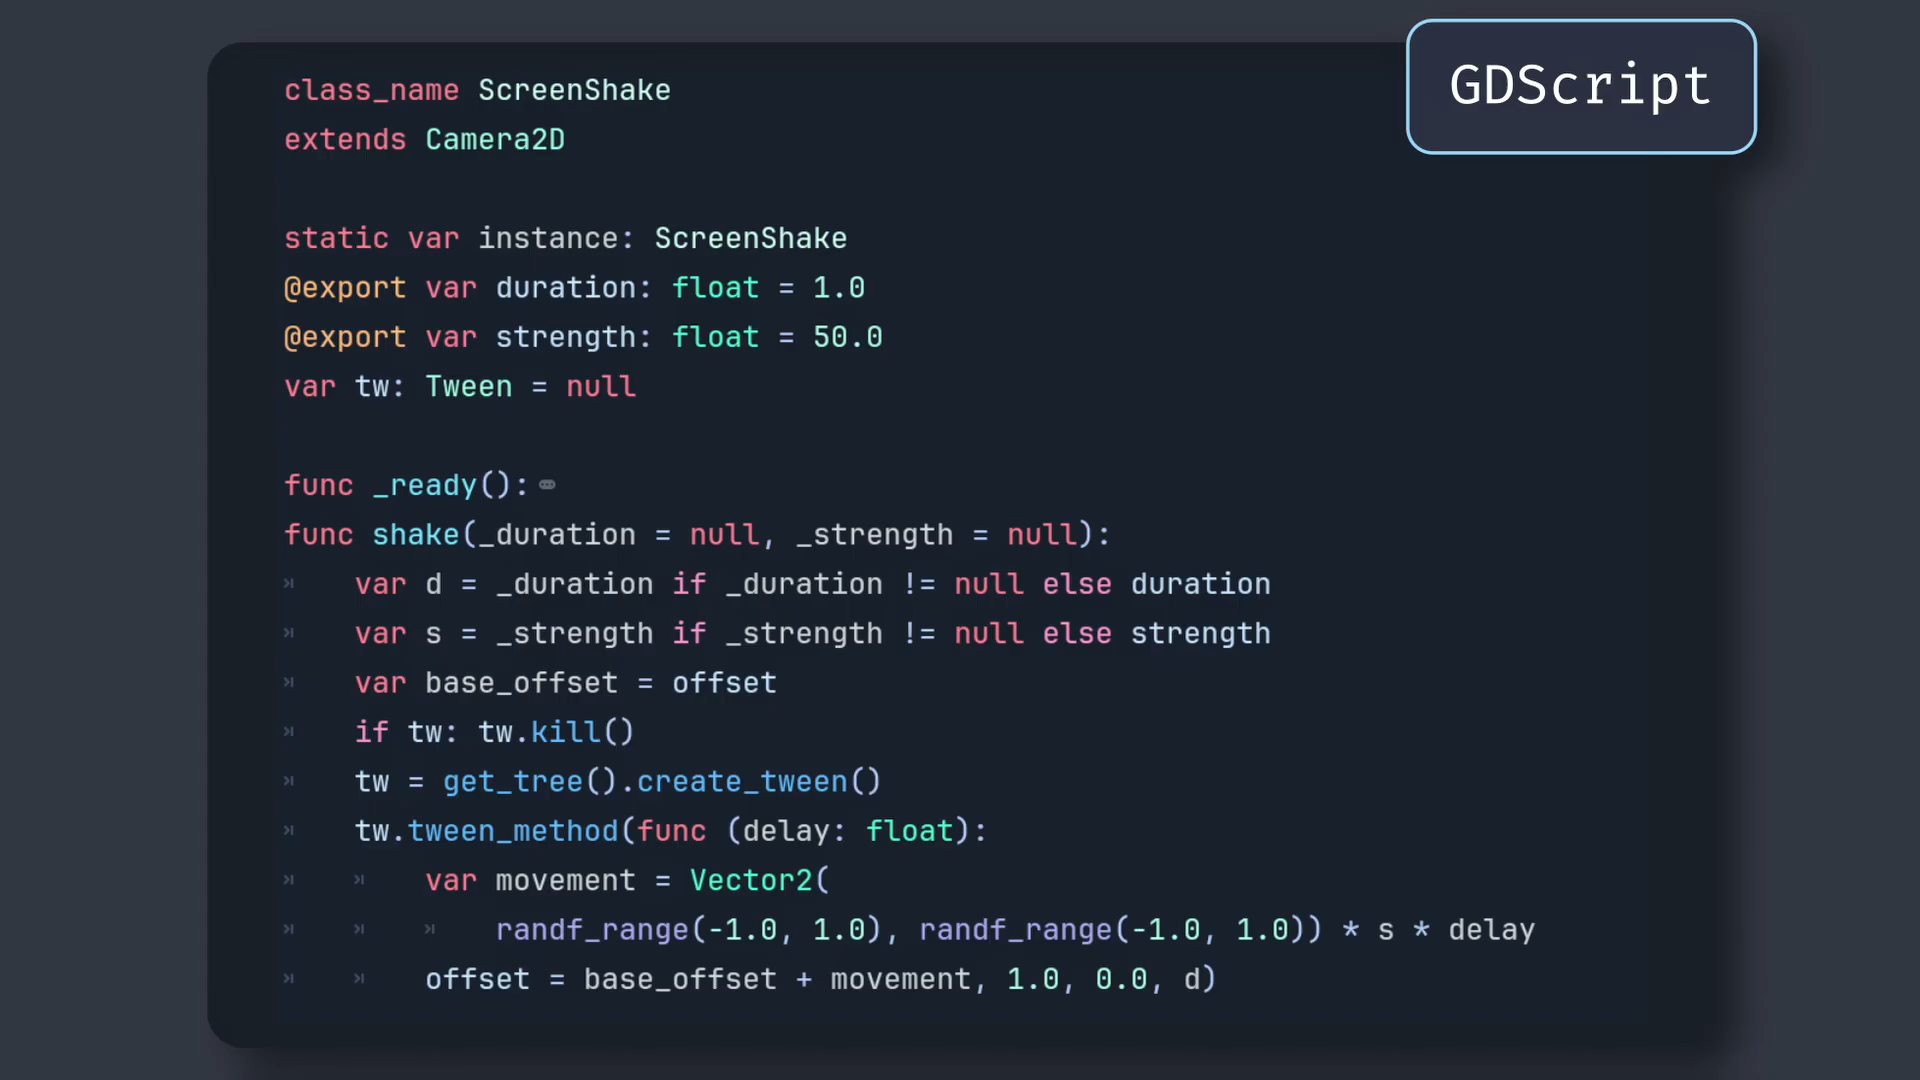 GDScript
class_name ScreenShake
extends Camera2D
static var instance: ScreenShake
@export var duration: float = 1.0
@export var strength: float = 50.0
var tw: Tween = null
func _ready():
func shake(_duration = null, _strength = null):
var d = _duration if _duration != null else duration
var s = _strength if _strength != null else strength
var base_offset = offset
if tw: tw.kill()
tw = get_tree().create_tween()
tw.tween_method(func (delay: float):
var movement = Vector2(
randf_range(-1.0, 1.0), randf_range(-1.0, 1.0)) * s * delay
offset = base_offset + movement, 1.0, 0.0, d)